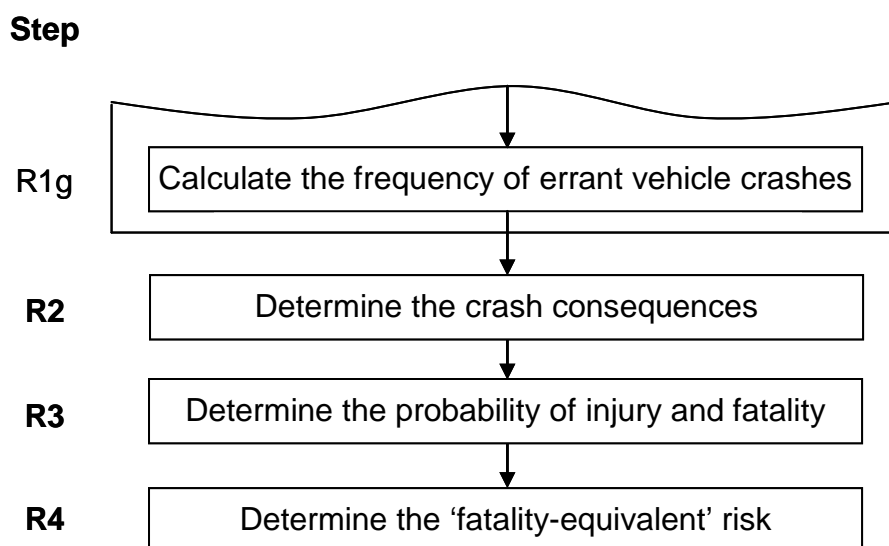 Step
R1g
Calculate the frequency of errant vehicle crashes
R2
Determine the crash consequences
R3
Determine the probability of injury and fatality
R4
Determine the ‘fatality-equivalent’ risk